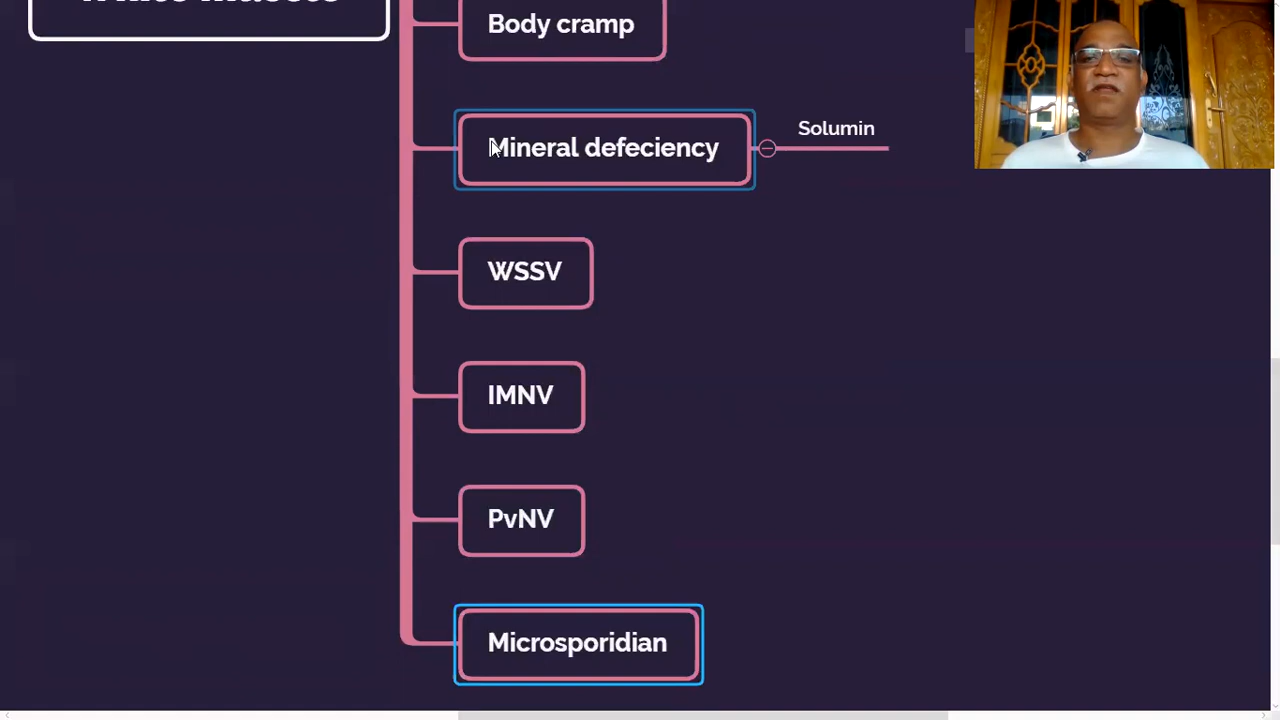 Body cramp
Mineral defeciency
Solumin
WSSV
IMNV
PvNV
Microsporidian